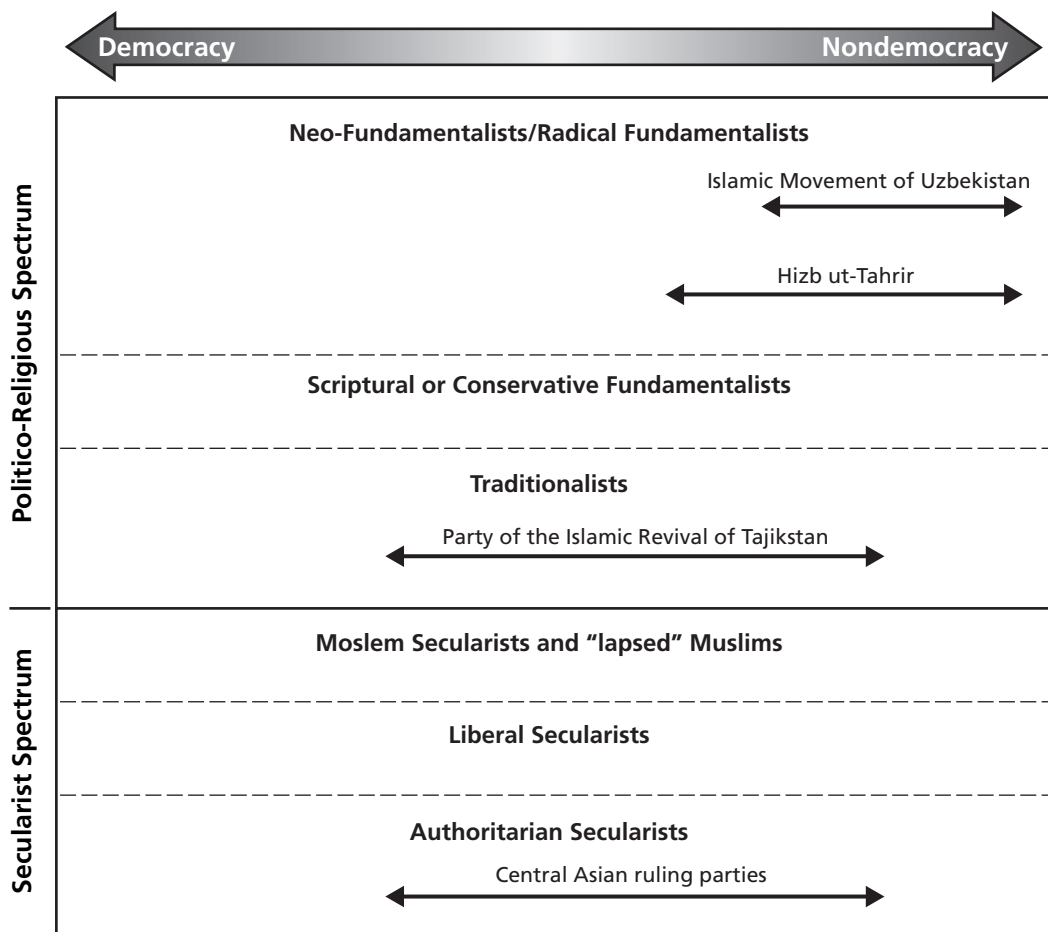 Democracy
Nondemocracy
Politico-Religious Spectrum
Neo-Fundamentalists/Radical Fundamentalists
Islamic Movement of Uzbekistan
Hizb ut-Tahrir
Scriptural or Conservative Fundamentalists
Traditionalists
Party of the Islamic Revival of Tajikstan
Secularist Spectrum
Moslem Secularists and “lapsed” Muslims
Liberal Secularists
Authoritarian Secularists
Central Asian ruling parties